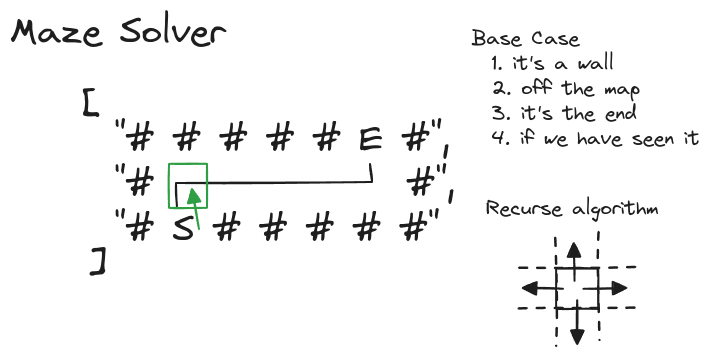 Maze Solver
[
"# # # # # E #",
"# #",
"# S # # # # #"
]
Base Case
1. it's a wall
2. off the map
3. it's the end
4. if we have seen it
Recurse algorithm